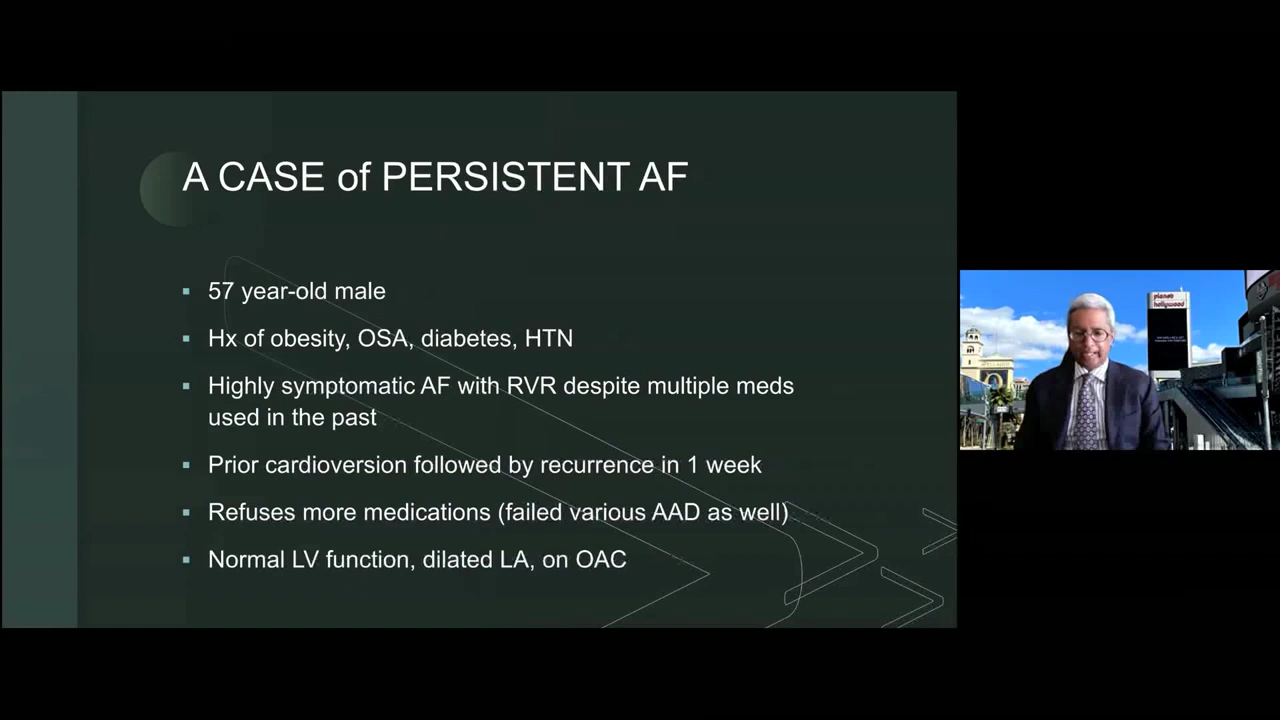 A CASE of PERSISTENT AF
57 year-old male
Hx of obesity, OSA, diabetes, HTN
Highly symptomatic AF with RVR despite multiple meds
used in the past
Prior cardioversion followed by recurrence in 1 week
Refuses more medications (failed various AAD as well)
Normal LV function, dilated LA, on OAC
planet
hollywood